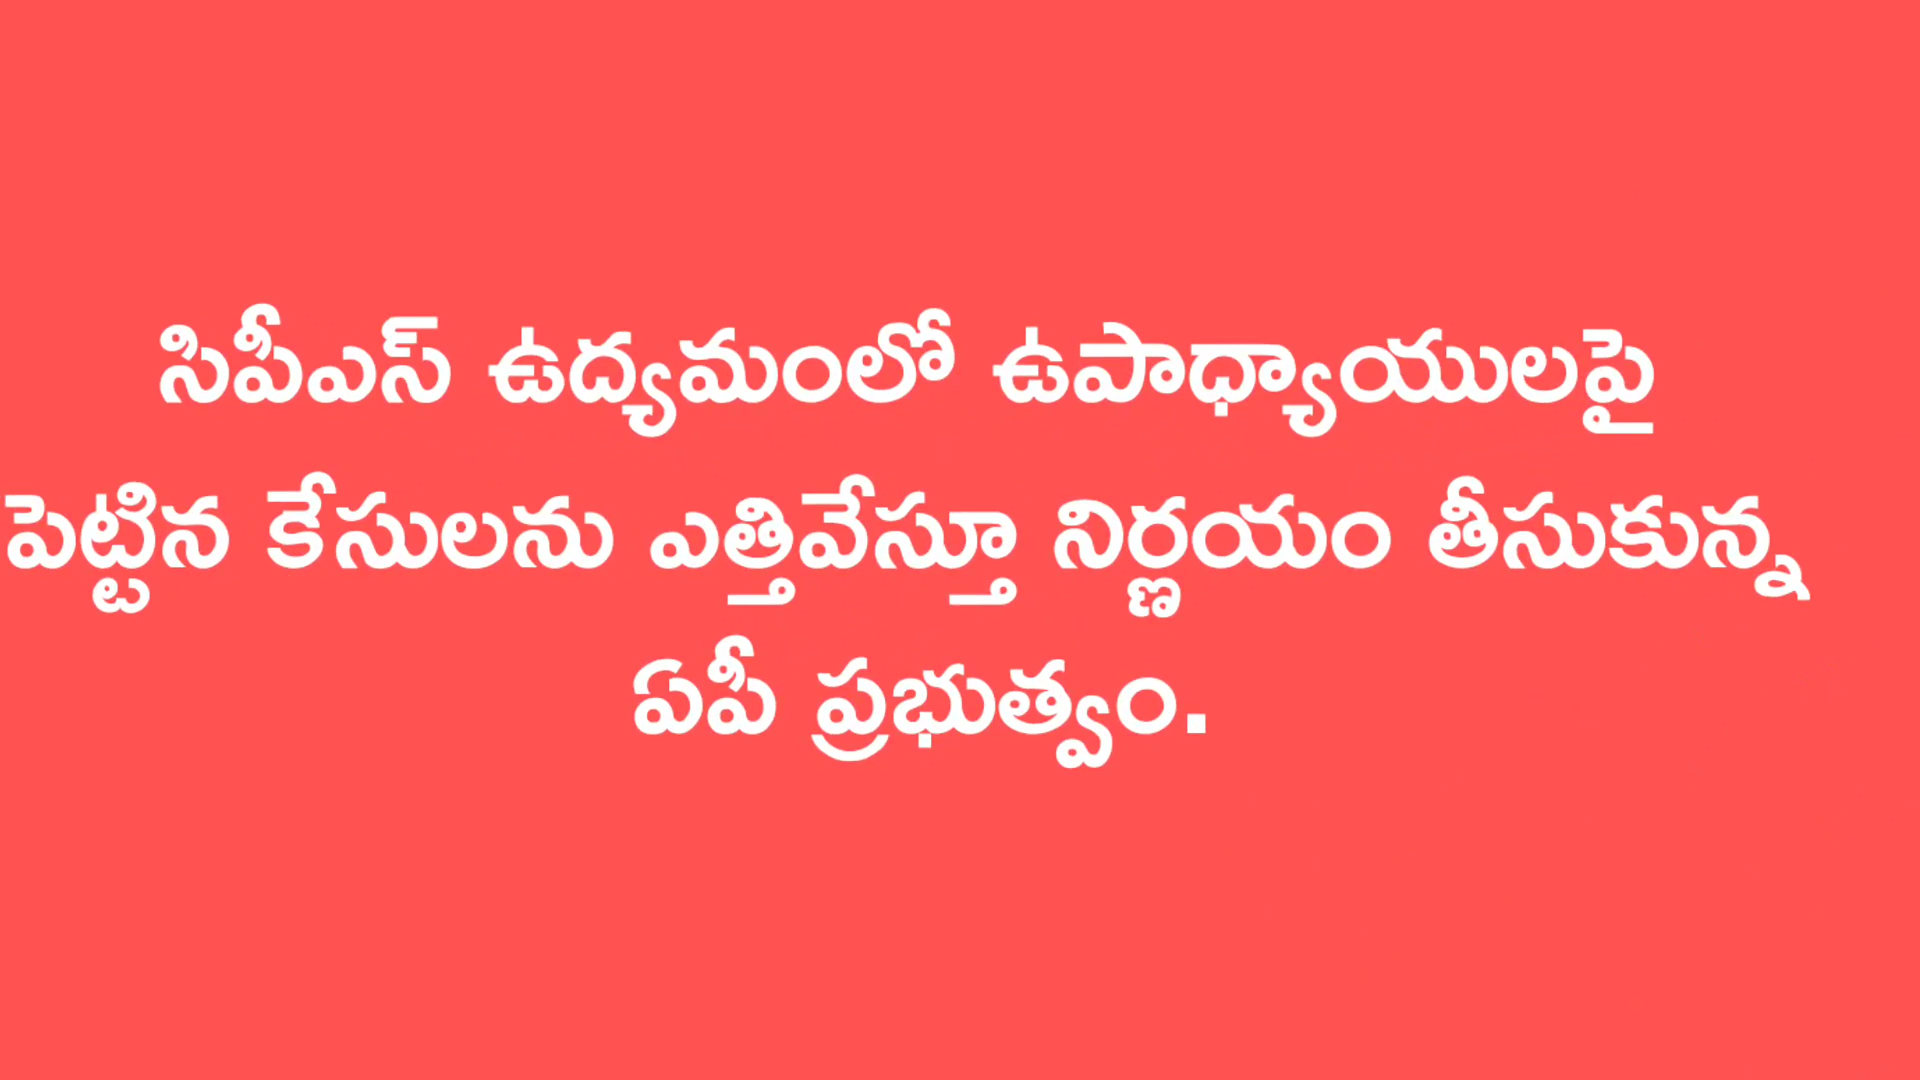 సిపీఎస్ ఉద్యమంలో ఉపాధ్యాయులపై
పెట్టిన కేసులను ఎత్తివేస్తూ నిర్ణయం తీసుకున్న
ఏపీ ప్రభుత్వం.